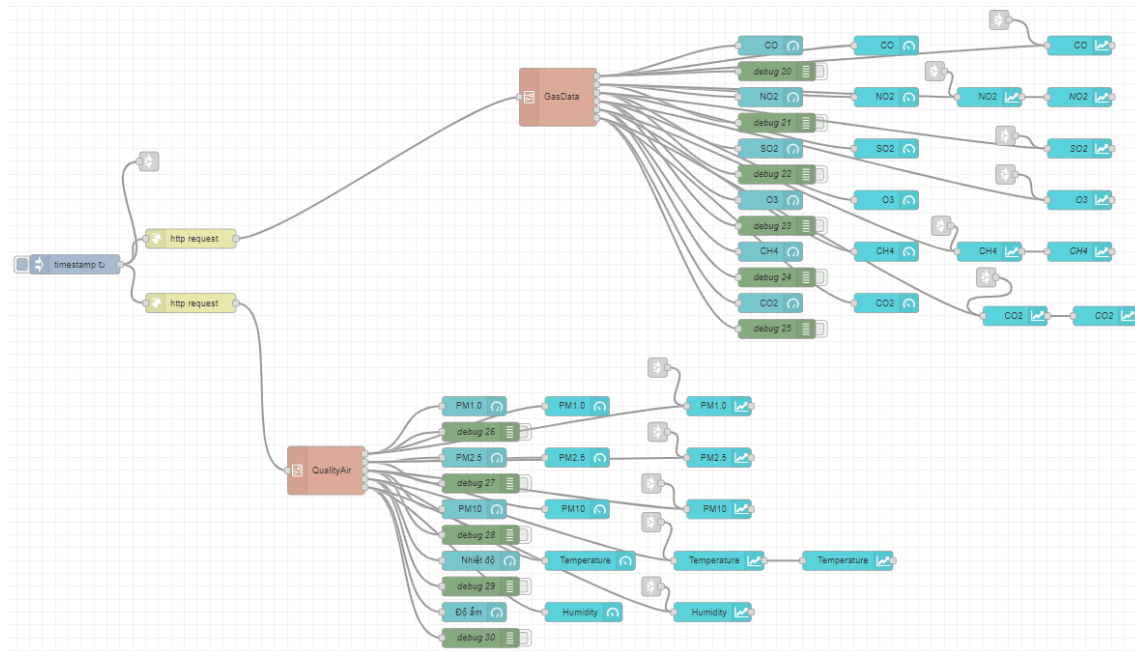 CO CO CO
debug 20
GasData
NO2 NO2 NO2 NO2
debug 21
SO2 SO2 SO2
debug 22
O3 O3 O3
debug 23
http request
CH4 CH4 CH4 CH4
timestamp ↻
debug 24
http request
CO2 CO2
CO2 CO2
debug 25
PM1.0 PM1.0 PM1.0
debug 26
PM2.5 PM2.5 PM2.5
QualityAir
debug 27
PM10 PM10 PM10
debug 28
Nhiệt độ Temperature Temperature Temperature
debug 29
Độ ẩm Humidity Humidity
debug 30